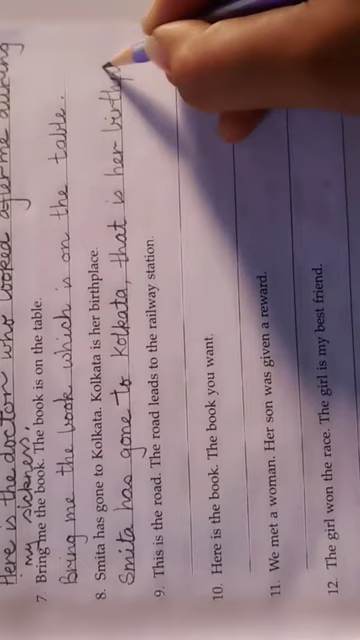 Here is the doctor who looked after me during
my sickness.
7. Bring me the book. The book is on the table.
Bring me the book which is on the table.
8. Smita has gone to Kolkata. Kolkata is her birthplace.
Smita has gone to Kolkata, that is her birthp
9. This is the road. The road leads to the railway station.
10. Here is the book. The book you want.
11. We met a woman. Her son was given a reward.
12. The girl won the race. The girl is my best friend.